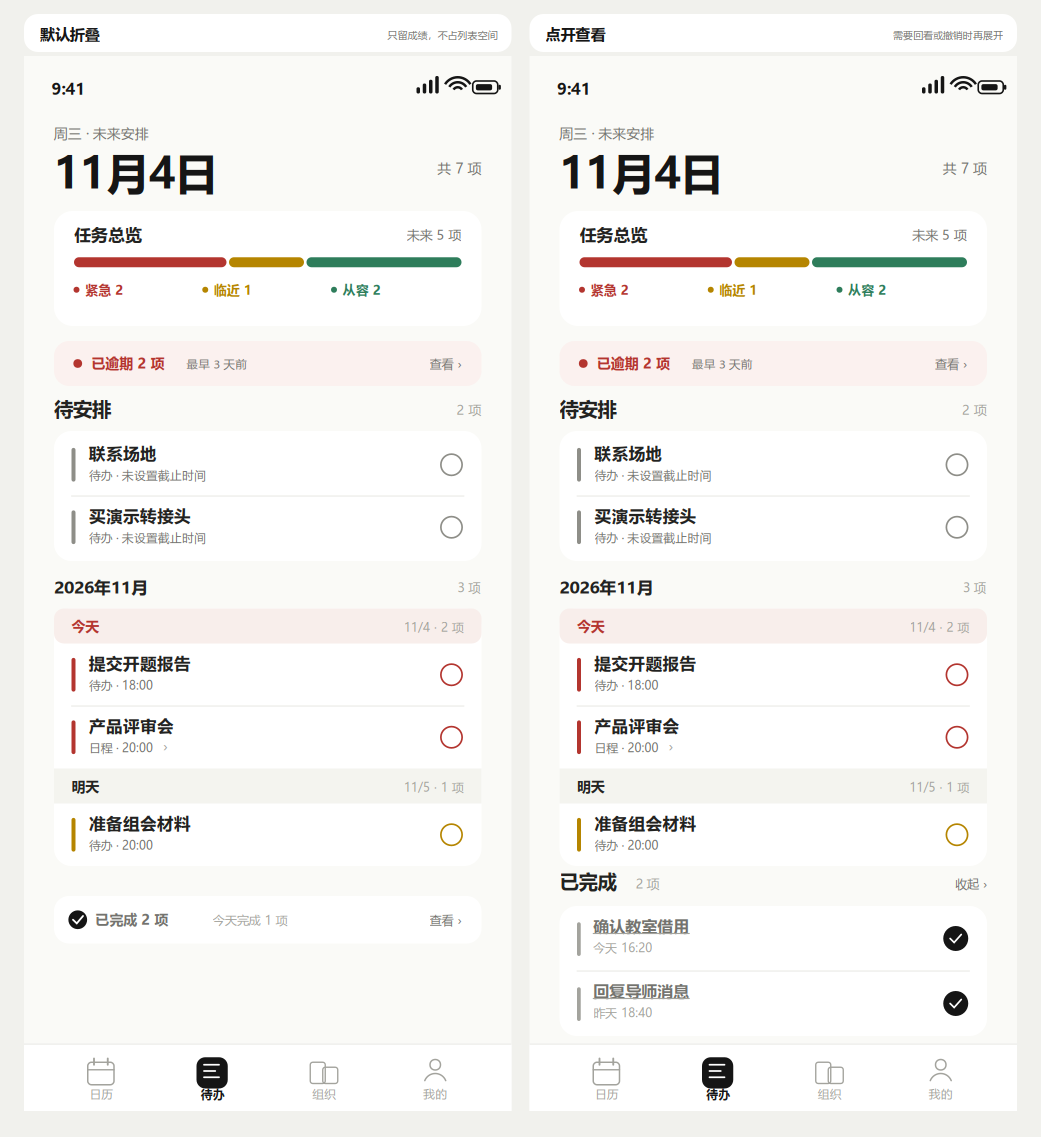 默认折叠
只留成绩，不占列表空间
9:41
周三 · 未来安排
11月4日
共 7 项
任务总览
未来 5 项
紧急 2
临近 1
从容 2
已逾期 2 项
最早 3 天前
查看 ›
待安排
2 项
联系场地
待办 · 未设置截止时间
买演示转接头
待办 · 未设置截止时间
2026年11月
3 项
今天
11/4 · 2 项
提交开题报告
待办 · 18:00
产品评审会
日程 · 20:00 ›
明天
11/5 · 1 项
准备组会材料
待办 · 20:00
已完成 2 项
今天完成 1 项
查看 ›
日历
待办
组织
我的
点开查看
需要回看或撤销时再展开
9:41
周三 · 未来安排
11月4日
共 7 项
任务总览
未来 5 项
紧急 2
临近 1
从容 2
已逾期 2 项
最早 3 天前
查看 ›
待安排
2 项
联系场地
待办 · 未设置截止时间
买演示转接头
待办 · 未设置截止时间
2026年11月
3 项
今天
11/4 · 2 项
提交开题报告
待办 · 18:00
产品评审会
日程 · 20:00 ›
明天
11/5 · 1 项
准备组会材料
待办 · 20:00
已完成
2 项
收起 ›
确认教室借用
今天 16:20
回复导师消息
昨天 18:40
日历
待办
组织
我的